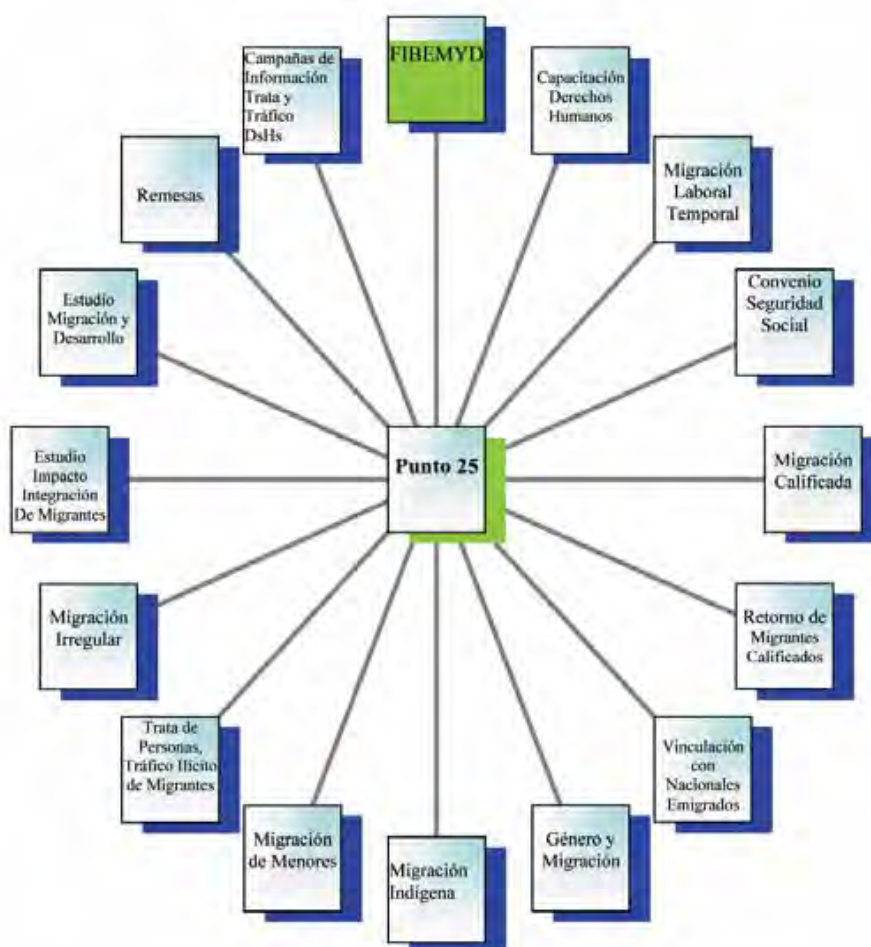 FIBEMYD
Capacitación
Derechos
Humanos
Migración
Laboral
Temporal
Convenio
Seguridad
Social
Migración
Calificada
Retorno de
Migrantes
Calificados
Vinculación
con
Nacionales
Emigrados
Género y
Migración
Migración
Indígena
Migración
de Menores
Trata de
Personas,
Tráfico Ilícito
de Migrantes
Migración
Irregular
Estudio
Impacto
Integración
De Migrantes
Estudio
Migración y
Desarrollo
Remesas
Campañas de
Información
Trata y
Tráfico
DsHs
Punto 25